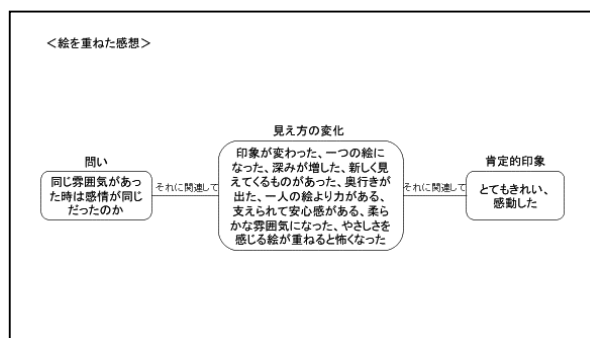 ＜絵を重ねた感想＞
見え方の変化
問い
肯定的印象
同じ雰囲気があっ
た時は感情が同じ
だったのか
それに関連して
印象が変わった、一つの絵に
なった、深みが増した、新しく見
えてくるものがあった、奥行きが
出た、一人の絵より力がある、
支えられて安心感がある、柔ら
かな雰囲気になった、やさしさを
感じる絵が重ねると怖くなった
それに関連して
とてもきれい、
感動した